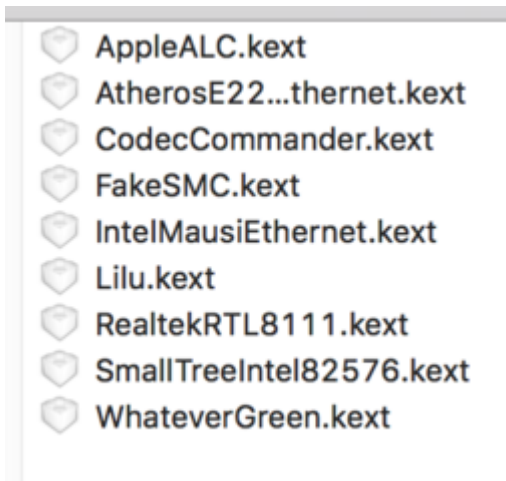 AppleALC.kext
AtherosE22...thernet.kext
CodecCommander.kext
FakeSMC.kext
IntelMausiEthernet.kext
Lilu.kext
RealtekRTL8111.kext
SmallTreeIntel82576.kext
WhateverGreen.kext